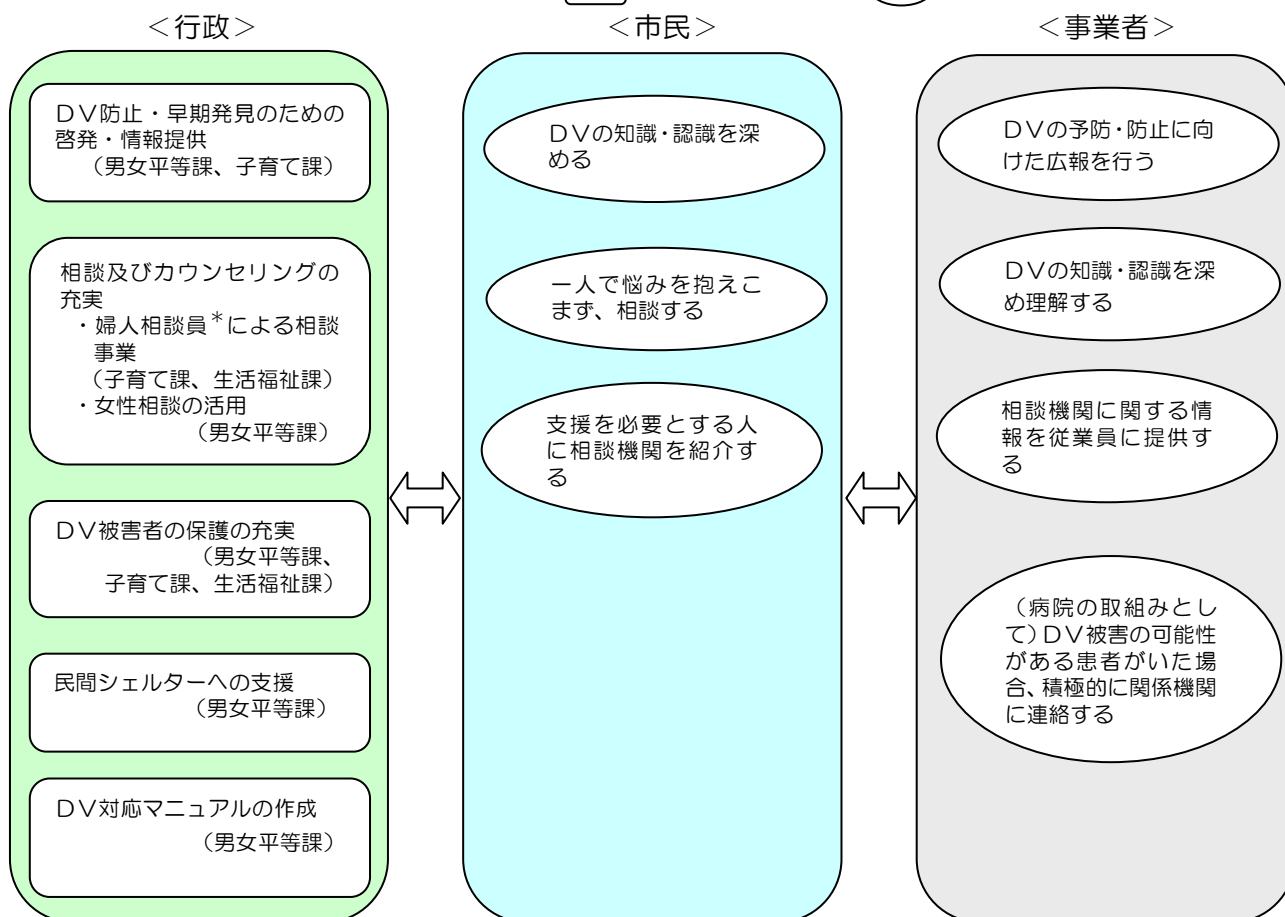 ＜行政＞
＜市民＞
＜事業者＞
ＤＶ防止・早期発見のための
啓発・情報提供
（男女平等課、子育て課）
相談及びカウンセリングの
充実
・婦人相談員＊による相談
事業
（子育て課、生活福祉課）
・女性相談の活用
（男女平等課）
ＤＶ被害者の保護の充実
（男女平等課、
子育て課、生活福祉課）
民間シェルターへの支援
（男女平等課）
ＤＶ対応マニュアルの作成
（男女平等課）
ＤＶの知識・認識を深
める
一人で悩みを抱えこ
まず、相談する
支援を必要とする人
に相談機関を紹介す
る
ＤＶの予防・防止に向
けた広報を行う
ＤＶの知識・認識を深
め理解する
相談機関に関する情
報を従業員に提供す
る
（病院の取組みとし
て）ＤＶ被害の可能性
がある患者がいた場
合、積極的に関係機関
に連絡する